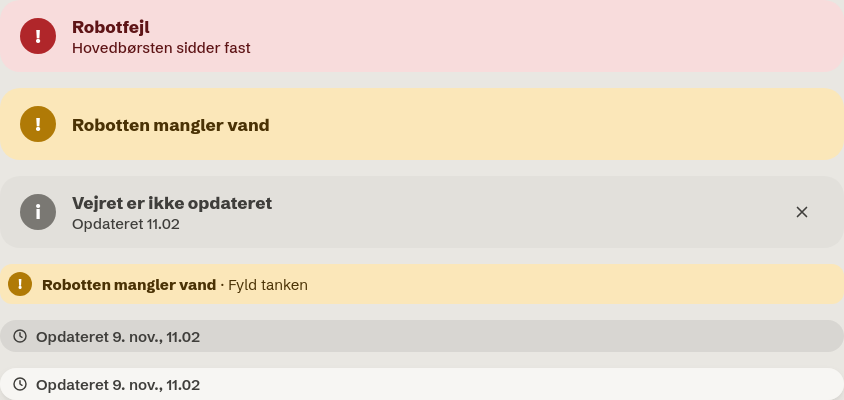 Robotfejl
Hovedbørsten sidder fast
Robotten mangler vand
Vejret er ikke opdateret
Opdateret 11.02
Robotten mangler vand · Fyld tanken
Opdateret 9. nov., 11.02
Opdateret 9. nov., 11.02